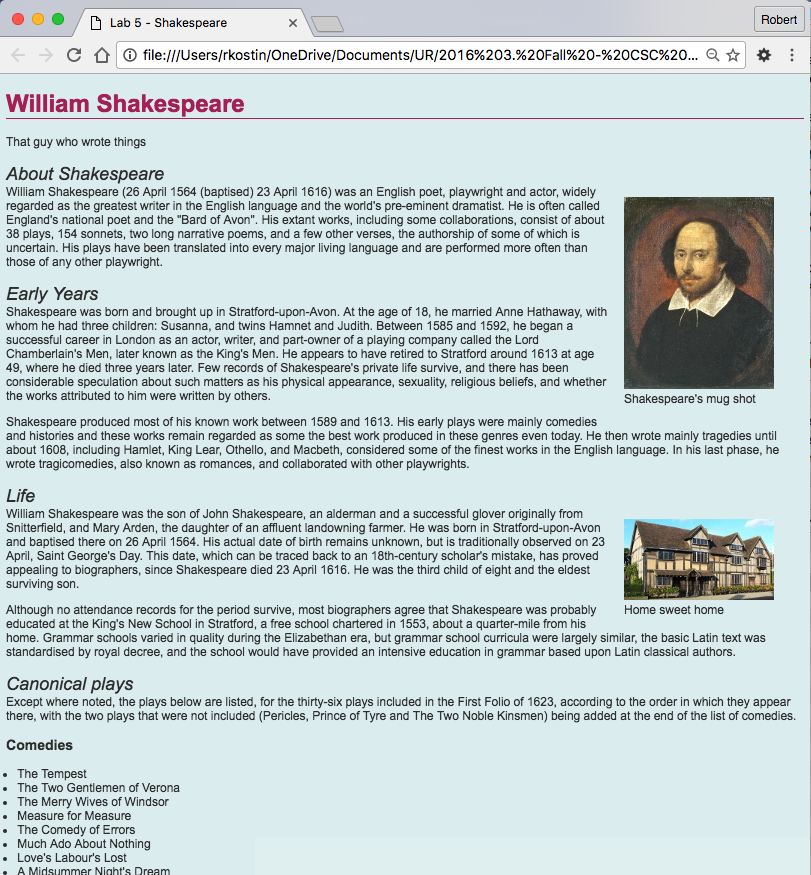 Lab 5 - Shakespeare
Robert
file:///Users/rkostin/OneDrive/Documents/UR/2016%203.%20Fall%20-%20CSC%20...
William Shakespeare
That guy who wrote things
About Shakespeare
William Shakespeare (26 April 1564 (baptised) 23 April 1616) was an English poet, playwright and actor, widely
regarded as the greatest writer in the English language and the world's pre-eminent dramatist. He is often called
England's national poet and the "Bard of Avon". His extant works, including some collaborations, consist of about
38 plays, 154 sonnets, two long narrative poems, and a few other verses, the authorship of some of which is
uncertain. His plays have been translated into every major living language and are performed more often than
those of any other playwright.
Early Years
Shakespeare was born and brought up in Stratford-upon-Avon. At the age of 18, he married Anne Hathaway, with
whom he had three children: Susanna, and twins Hamnet and Judith. Between 1585 and 1592, he began a
successful career in London as an actor, writer, and part-owner of a playing company called the Lord
Chamberlain's Men, later known as the King's Men. He appears to have retired to Stratford around 1613 at age
49, where he died three years later. Few records of Shakespeare's private life survive, and there has been
considerable speculation about such matters as his physical appearance, sexuality, religious beliefs, and whether
the works attributed to him were written by others.
Shakespeare's mug shot
Shakespeare produced most of his known work between 1589 and 1613. His early plays were mainly comedies
and histories and these works remain regarded as some the best work produced in these genres even today. He then wrote mainly tragedies until
about 1608, including Hamlet, King Lear, Othello, and Macbeth, considered some of the finest works in the English language. In his last phase, he
wrote tragicomedies, also known as romances, and collaborated with other playwrights.
Life
William Shakespeare was the son of John Shakespeare, an alderman and a successful glover originally from
Snitterfield, and Mary Arden, the daughter of an affluent landowning farmer. He was born in Stratford-upon-Avon
and baptised there on 26 April 1564. His actual date of birth remains unknown, but is traditionally observed on 23
April, Saint George's Day. This date, which can be traced back to an 18th-century scholar's mistake, has proved
appealing to biographers, since Shakespeare died 23 April 1616. He was the third child of eight and the eldest
surviving son.
Home sweet home
Although no attendance records for the period survive, most biographers agree that Shakespeare was probably
educated at the King's New School in Stratford, a free school chartered in 1553, about a quarter-mile from his
home. Grammar schools varied in quality during the Elizabethan era, but grammar school curricula were largely similar, the basic Latin text was
standardised by royal decree, and the school would have provided an intensive education in grammar based upon Latin classical authors.
Canonical plays
Except where noted, the plays below are listed, for the thirty-six plays included in the First Folio of 1623, according to the order in which they appear
there, with the two plays that were not included (Pericles, Prince of Tyre and The Two Noble Kinsmen) being added at the end of the list of comedies.
Comedies
• The Tempest
• The Two Gentlemen of Verona
• The Merry Wives of Windsor
• Measure for Measure
• The Comedy of Errors
• Much Ado About Nothing
• Love's Labour's Lost
• A Midsummer Night's Dream